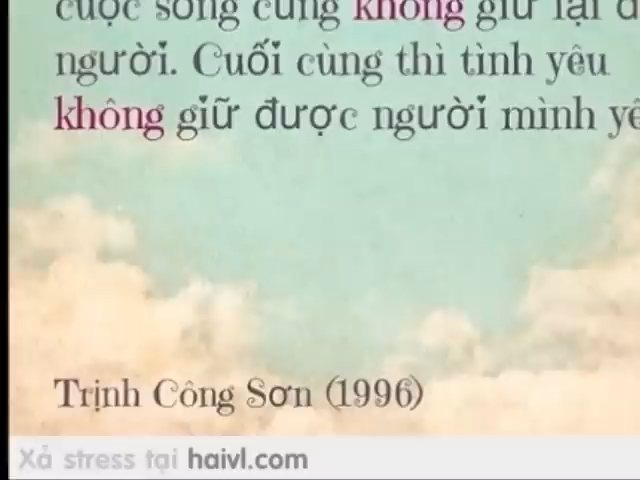 cuộc sống cũng không giữ lại
người. Cuối cùng thì tình yêu
không giữ được người mình
Trịnh Công Sơn (1996)
Xả stress tại haivl.com